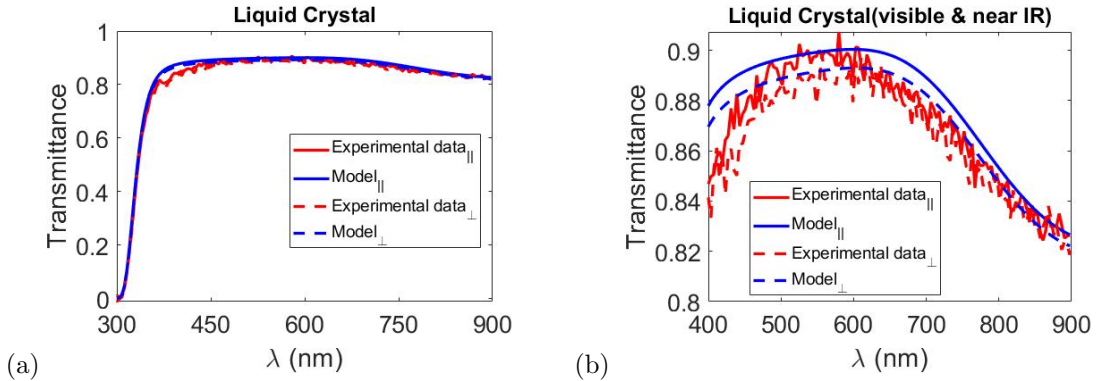 Liquid Crystal
1
0.8
0.6
0.4
0.2
0
Transmittance
Experimental data||
Model||
Experimental data⊥
Model⊥
300 450 600 750 900
λ (nm)
(a)
Liquid Crystal(visible & near IR)
0.9
0.88
0.86
0.84
0.82
0.8
Transmittance
Experimental data||
Model||
Experimental data⊥
Model⊥
400 500 600 700 800 900
λ (nm)
(b)